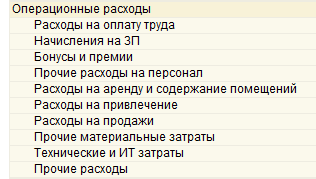 Операционные расходы
Расходы на оплату труда
Начисления на ЗП
Бонусы и премии
Прочие расходы на персонал
Расходы на аренду и содержание помещений
Расходы на привлечение
Расходы на продажи
Прочие материальные затраты
Технические и ИТ затраты
Прочие расходы